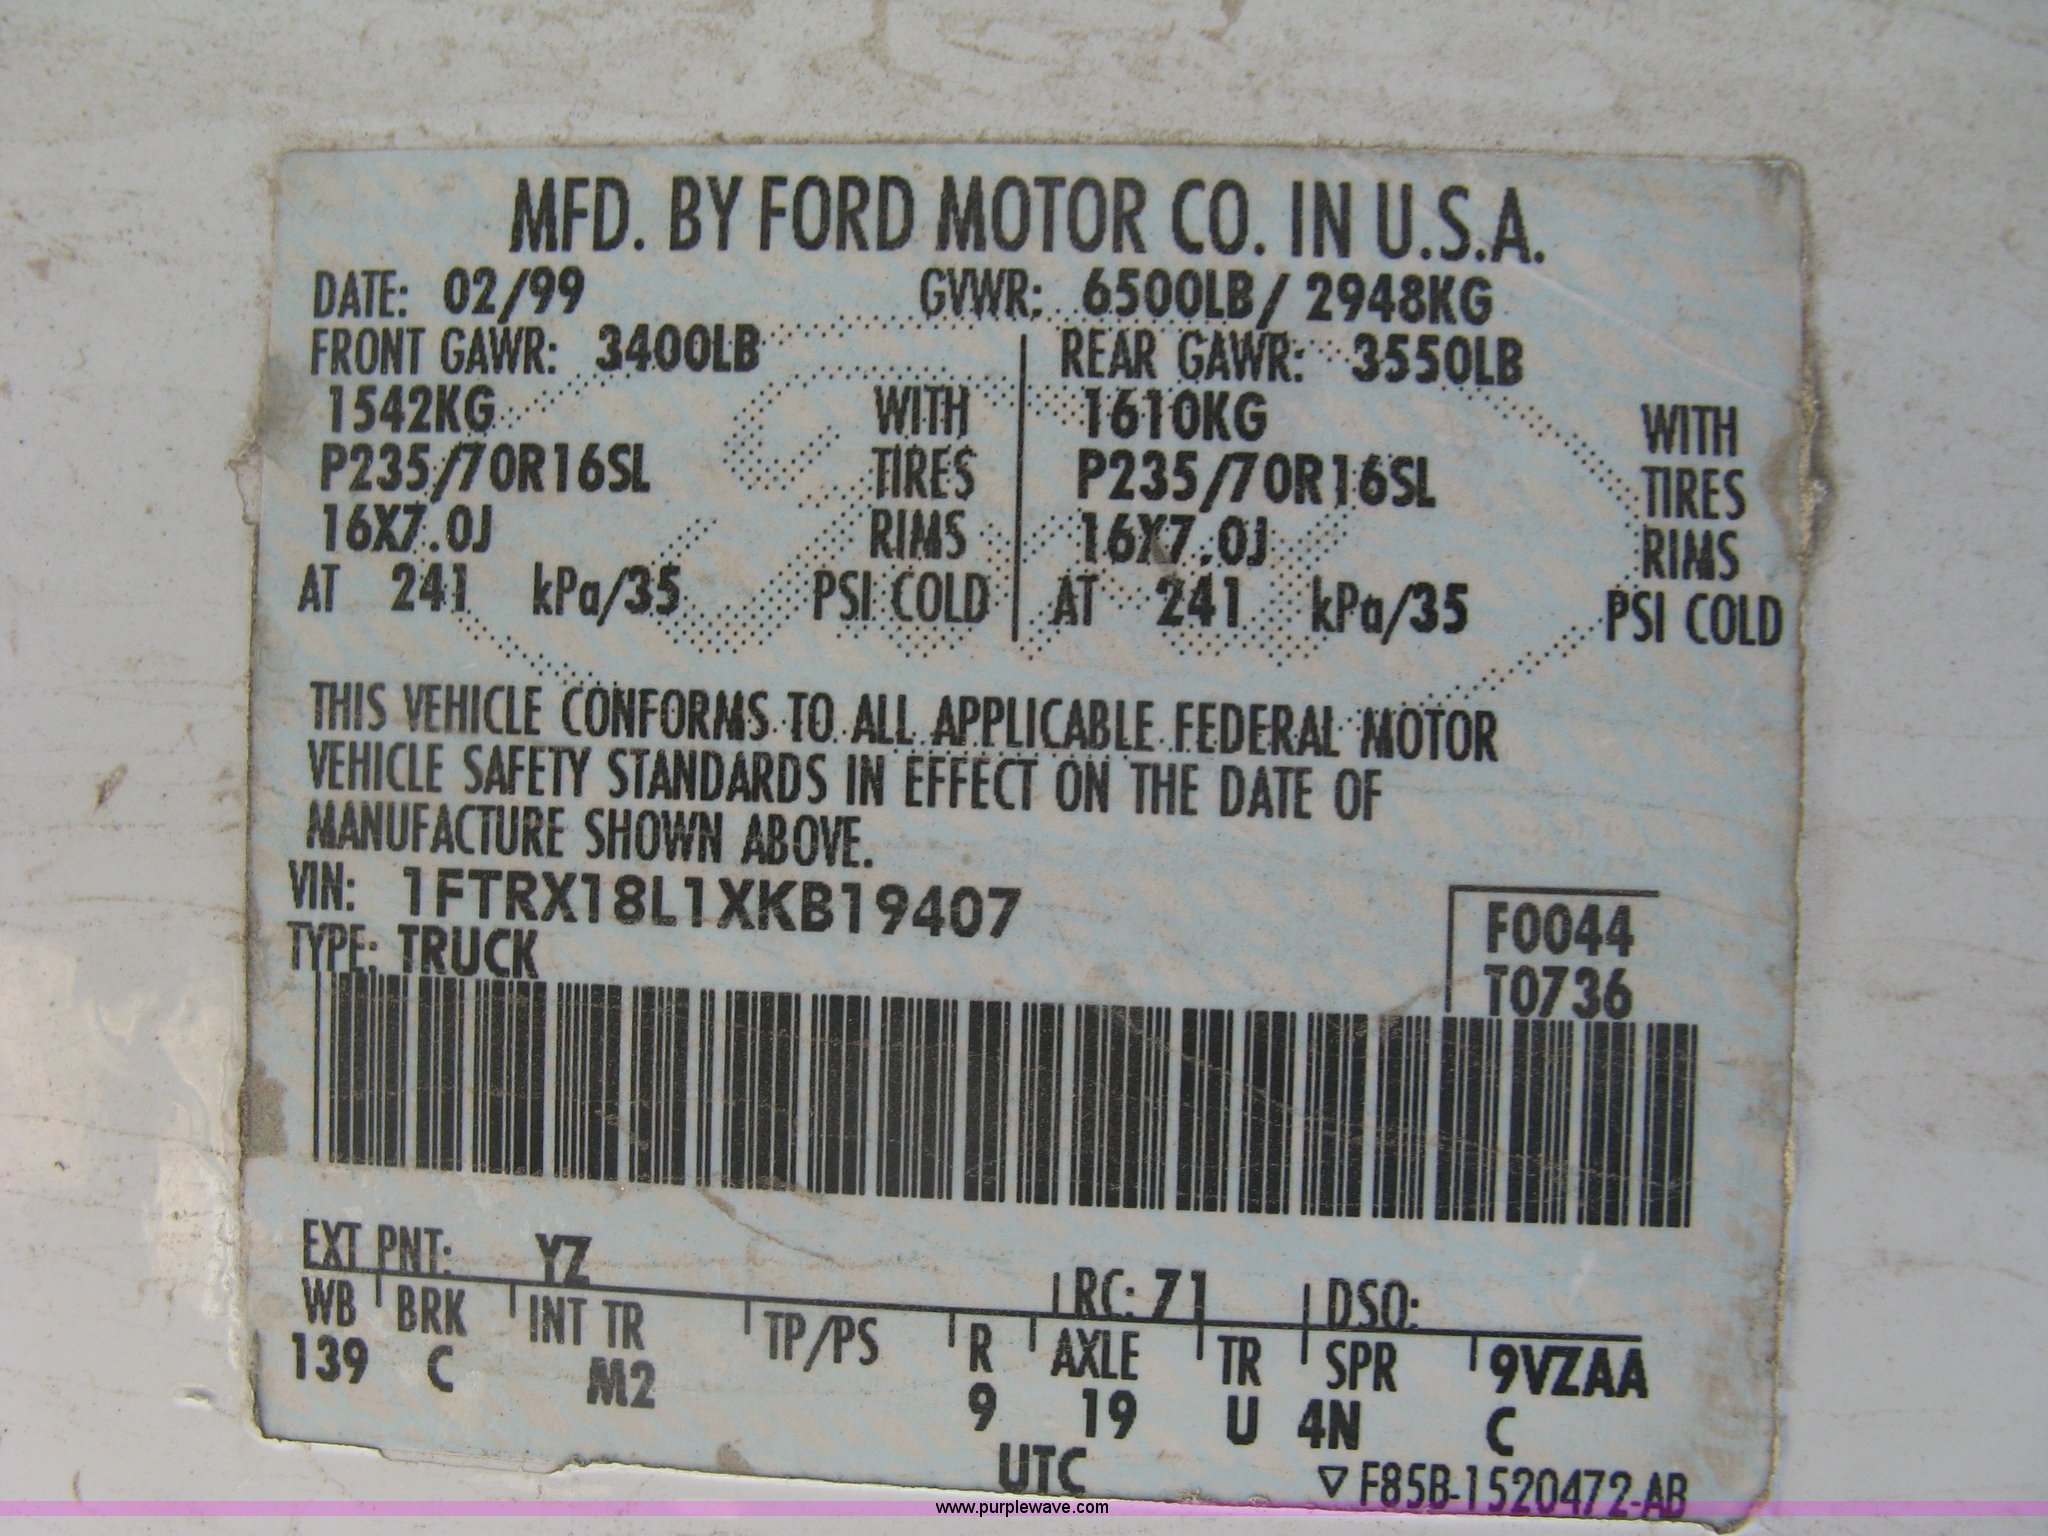 MFD. BY FORD MOTOR CO. IN U.S.A.
DATE: 02/99 GVWR: 6500LB/ 2948KG
FRONT GAWR: 3400LB REAR GAWR: 3550LB
1542KG WITH 1610KG WITH
P235/70R16SL TIRES P235/70R16SL TIRES
16X7.0J RIMS 16X7.0J RIMS
AT 241 kPa/35 PSI COLD AT 241 kPa/35 PSI COLD
THIS VEHICLE CONFORMS TO ALL APPLICABLE FEDERAL MOTOR
VEHICLE SAFETY STANDARDS IN EFFECT ON THE DATE OF
MANUFACTURE SHOWN ABOVE.
VIN: 1FTRX18L1XKB19407
F0044
TYPE: TRUCK
T0736
EXT PNT: YZ RC: 71 DSO:
WB BRK INT TR TP/PS R AXLE TR SPR 9VZAA
139 C M2 9 19 U 4N C
UTC
▽ F85B-1520472-AB
www.purplewave.com